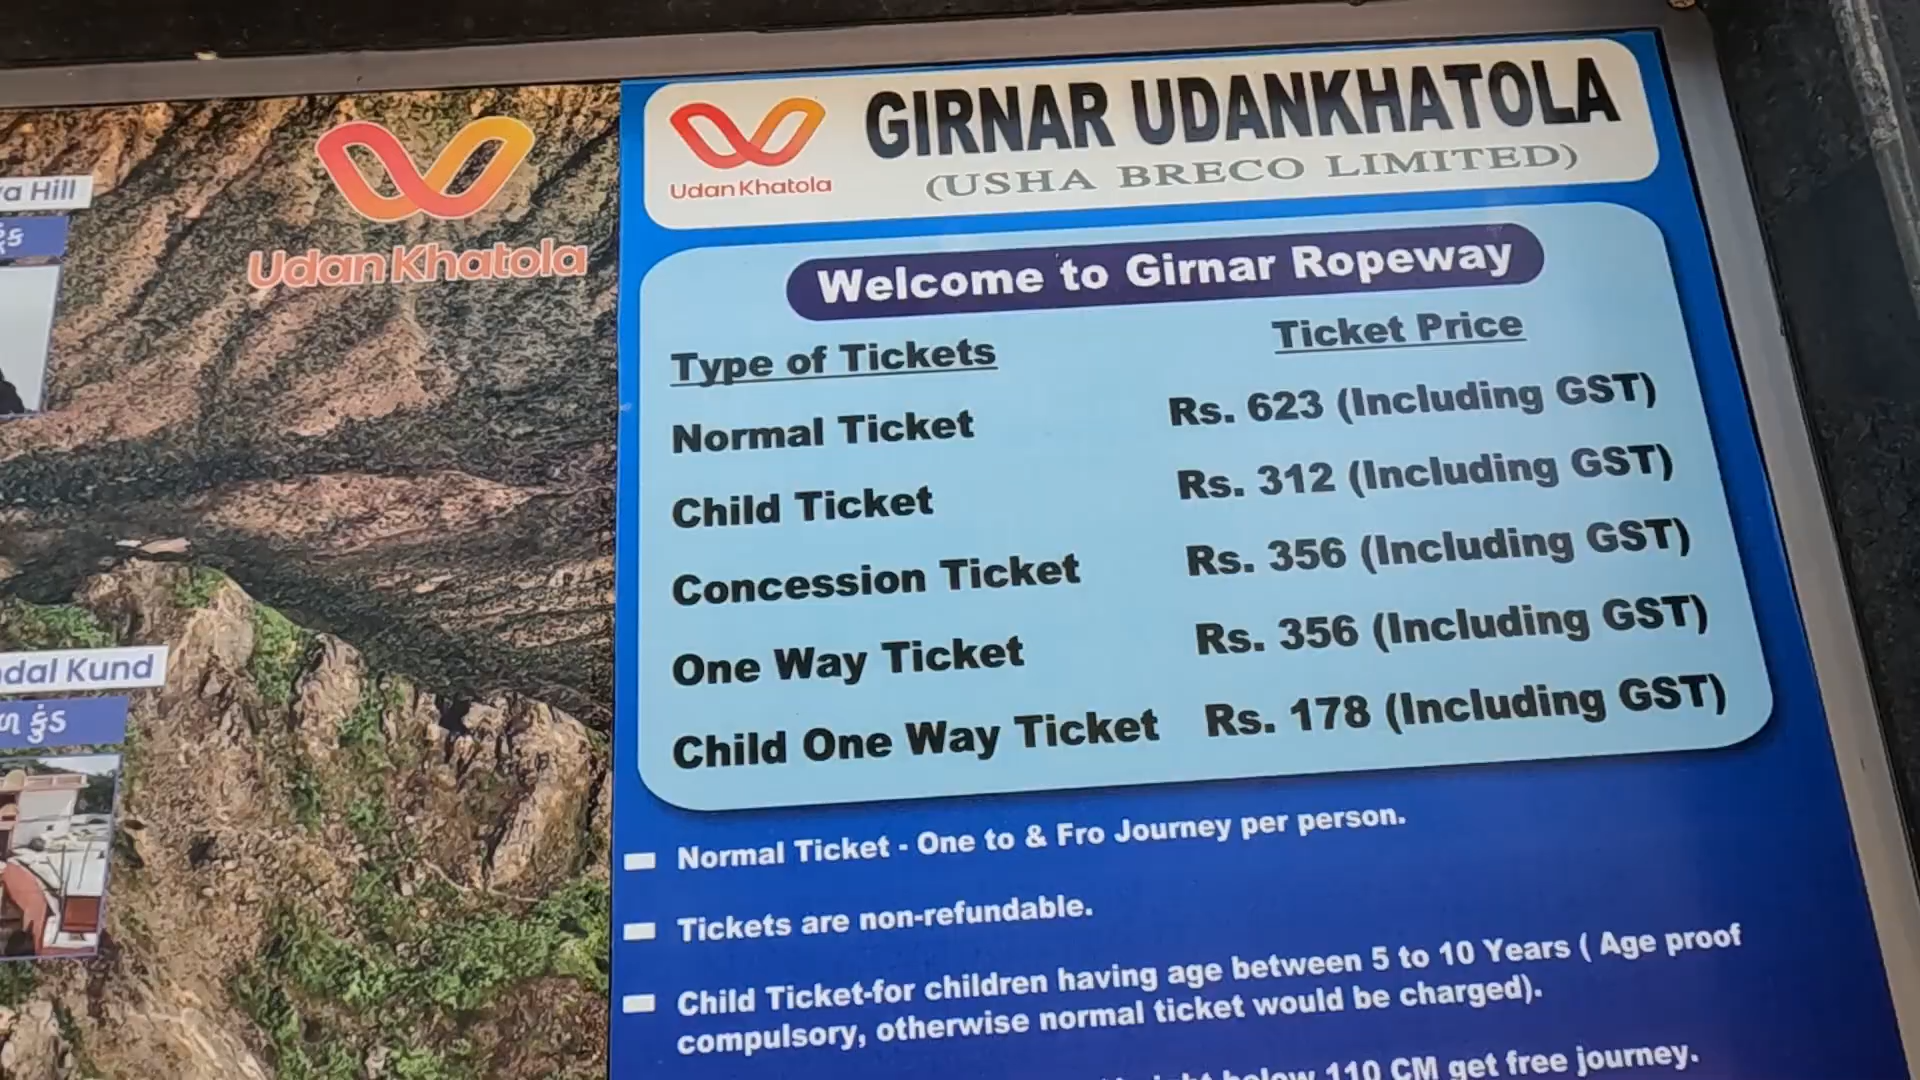 ya Hill
Udan Khatola
dal Kund
Udan Khatola
GIRNAR UDANKHATOLA
(USHA BRECO LIMITED)
Welcome to Girnar Ropeway
Type of Tickets Ticket Price
Normal Ticket Rs. 623 (Including GST)
Child Ticket Rs. 312 (Including GST)
Concession Ticket Rs. 356 (Including GST)
One Way Ticket Rs. 356 (Including GST)
Child One Way Ticket Rs. 178 (Including GST)
Normal Ticket - One to & Fro Journey per person.
Tickets are non-refundable.
Child Ticket-for children having age between 5 to 10 Years ( Age proof
compulsory, otherwise normal ticket would be charged).
below 110 CM get free journey.